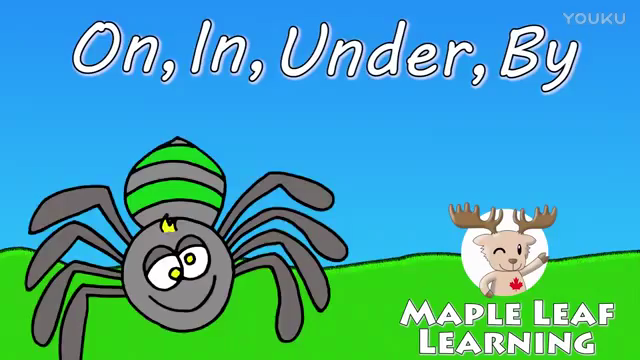 YOUKU
On, In, Under, By
MAPLE LEAF
LEARNING